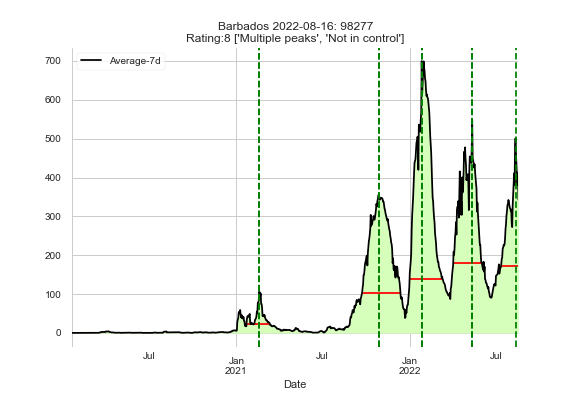 Barbados 2022-08-16: 98277
Rating:8 ['Multiple peaks', 'Not in control']
Average-7d
700
600
500
400
300
200
100
0
Jul
Jan
2021
Jul
Jan
2022
Jul
Date